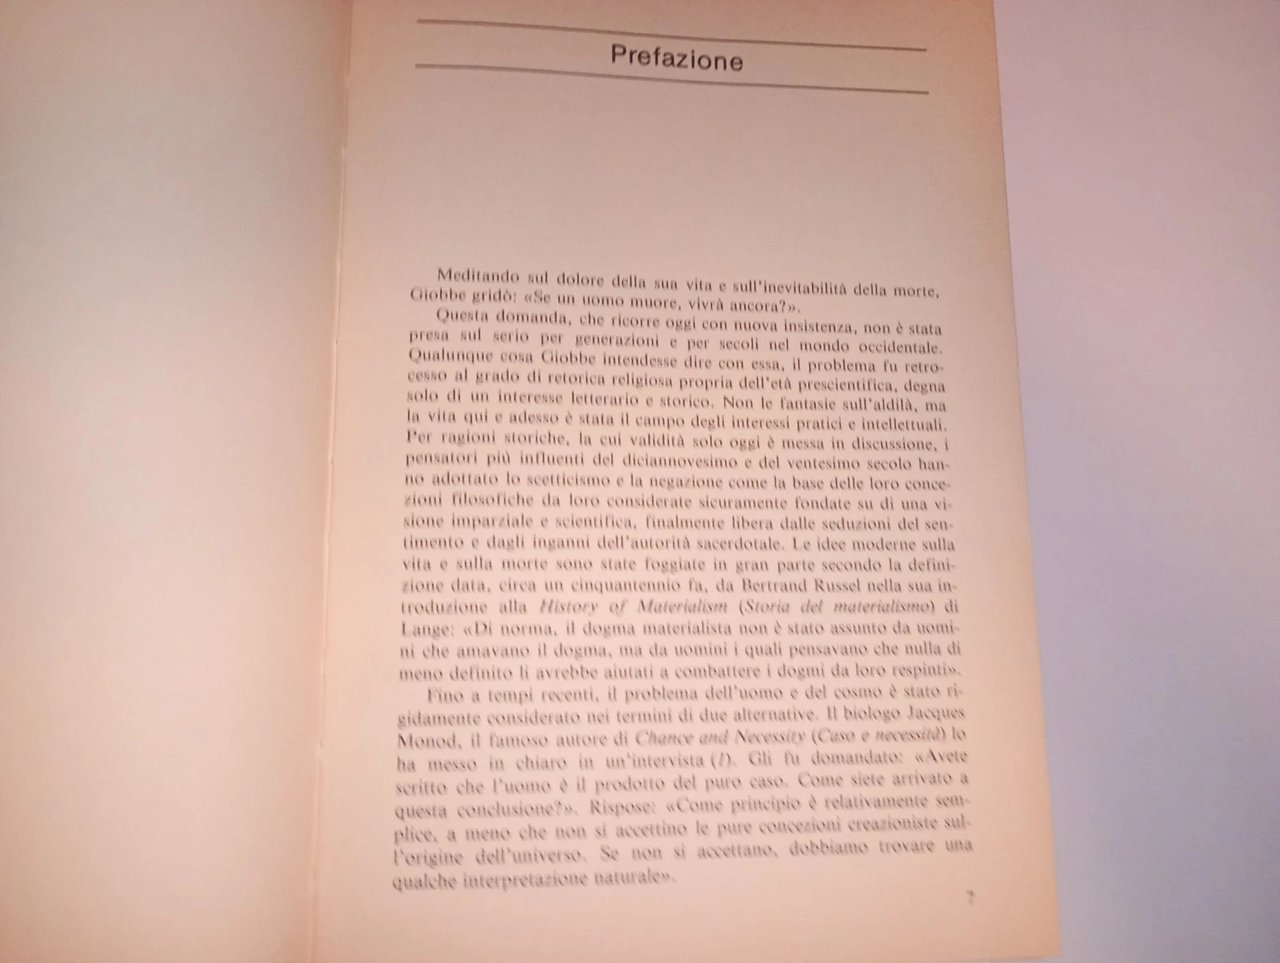 Prefazione
Meditando sul dolore della sua vita e sull'inevitabilità della morte,
Giobbe gridò: «Se un uomo muore, vivrà ancora?».
Questa domanda, che ricorre oggi con nuova insistenza, non è stata
presa sul serio per generazioni e per secoli nel mondo occidentale.
Qualunque cosa Giobbe intendesse dire con essa, il problema fu retro-
cesso al grado di retorica religiosa propria dell'età prescientifica, degna
solo di un interesse letterario e storico. Non le fantasie sull'aldilà, ma
la vita qui e adesso è stata il campo degli interessi pratici e intellettuali.
Per ragioni storiche, la cui validità solo oggi è messa in discussione, i
pensatori più influenti del diciannovesimo e del ventesimo secolo han-
no adottato lo scetticismo e la negazione come la base delle loro conce-
zioni filosofiche da loro considerate sicuramente fondate su di una vi-
sione imparziale e scientifica, finalmente libera dalle seduzioni del sen-
timento e dagli inganni dell'autorità sacerdotale. Le idee moderne sulla
vita e sulla morte sono state foggiate in gran parte secondo la defini-
zione data, circa un cinquantennio fa, da Bertrand Russel nella sua in-
troduzione alla History of Materialism (Storia del materialismo) di
Lange: «Di norma, il dogma materialista non è stato assunto da uomi-
ni che amavano il dogma, ma da uomini i quali pensavano che nulla di
meno definito li avrebbe aiutati a combattere i dogmi da loro respinti».
Fino a tempi recenti, il problema dell'uomo e del cosmo è stato ri-
gidamente considerato nei termini di due alternative. Il biologo Jacques
Monod, il famoso autore di Chance and Necessity (Caso e necessità) lo
ha messo in chiaro in un'intervista (1). Gli fu domandato: «Avete
scritto che l'uomo è il prodotto del puro caso. Come siete arrivato a
questa conclusione?». Rispose: «Come principio è relativamente sem-
plice, a meno che non si accettino le pure concezioni creazioniste sul-
l'origine dell'universo. Se non si accettano, dobbiamo trovare una
qualche interpretazione naturale».
7